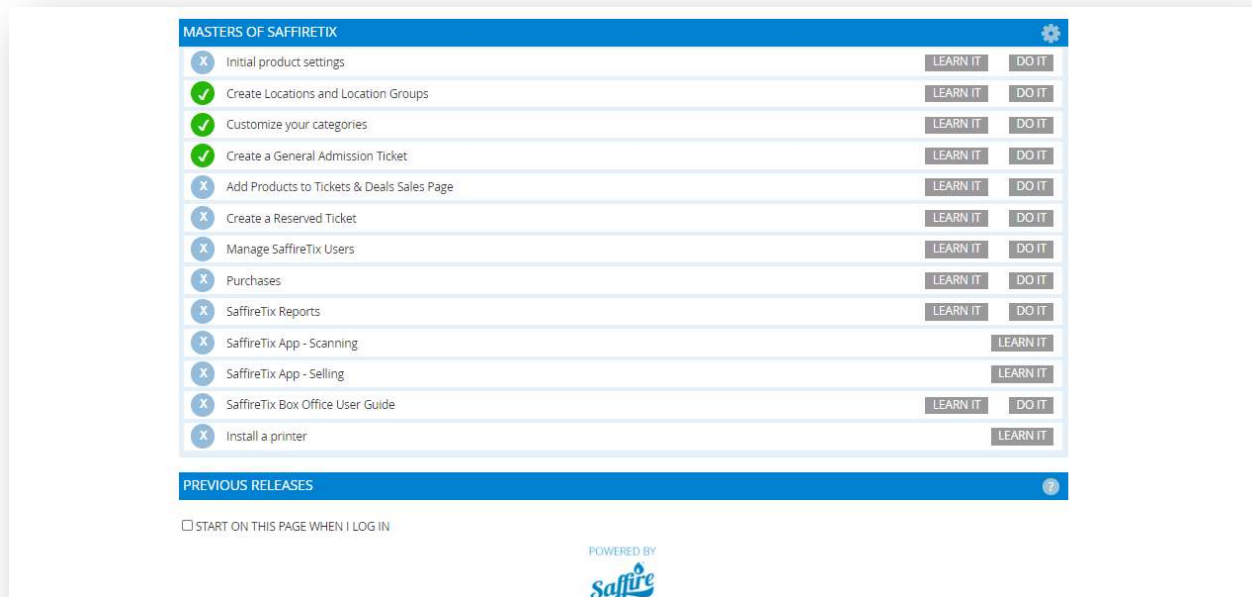 MASTERS OF SAFFIRETIX
X Initial product settings LEARN IT DO IT
Create Locations and Location Groups LEARN IT DO IT
Customize your categories LEARN IT DO IT
Create a General Admission Ticket LEARN IT DO IT
X Add Products to Tickets & Deals Sales Page LEARN IT DO IT
X Create a Reserved Ticket LEARN IT DO IT
X Manage SaffireTix Users LEARN IT DO IT
X Purchases LEARN IT DO IT
X SaffireTix Reports LEARN IT DO IT
X SaffireTix App - Scanning LEARN IT
X SaffireTix App - Selling LEARN IT
X SaffireTix Box Office User Guide LEARN IT DO IT
X Install a printer LEARN IT
PREVIOUS RELEASES ?
START ON THIS PAGE WHEN I LOG IN
POWERED BY
Saffire